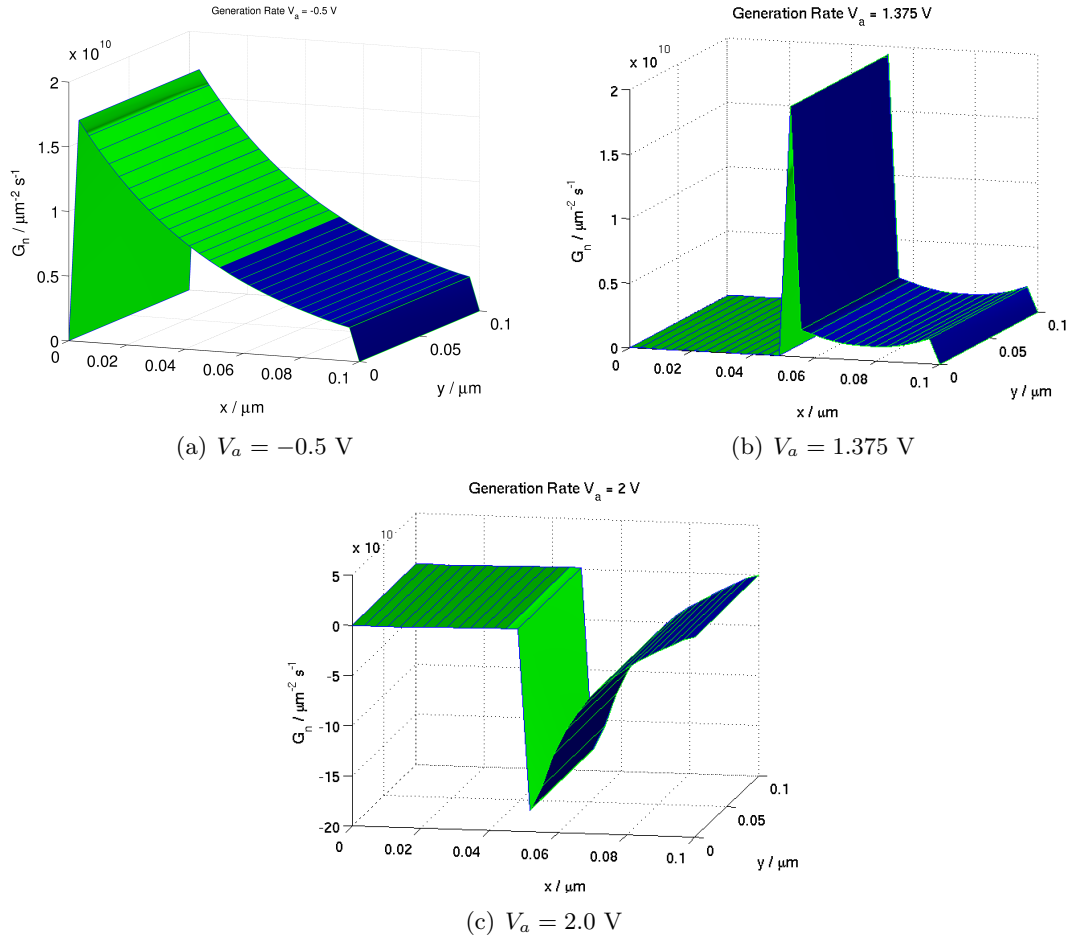 Generation Rate V_a = -0.5 V
x 10^10
2
1.5
1
0.5
0
G_n / μm^-2 s^-1
0
0.02
0.04
0.06
0.08
0.1
x / μm
0
0.05
0.1
y / μm
(a) V_a = −0.5 V
Generation Rate V_a = 1.375 V
x 10^10
2
1.5
1
0.5
0
G_n / μm^-2 s^-1
0
0.02
0.04
0.06
0.08
0.1
x / μm
0
0.05
0.1
y / μm
(b) V_a = 1.375 V
Generation Rate V_a = 2 V
x 10^10
5
0
-5
-10
-15
-20
G_n / μm^-2 s^-1
0
0.02
0.04
0.06
0.08
0.1
x / μm
0
0.05
0.1
y / μm
(c) V_a = 2.0 V